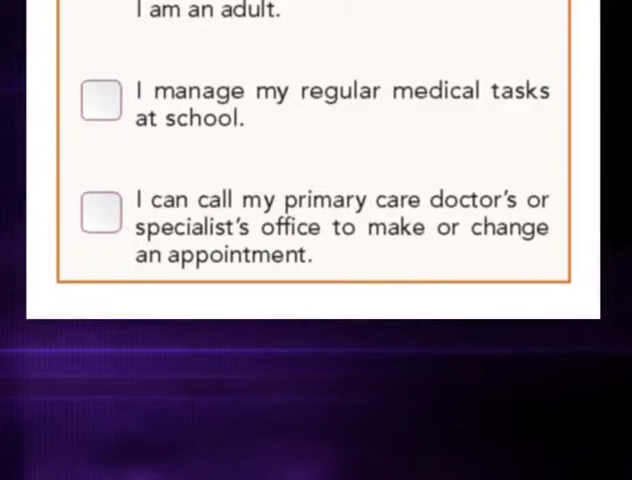 I am an adult.
I manage my regular medical tasks
at school.
I can call my primary care doctor's or
specialist's office to make or change
an appointment.